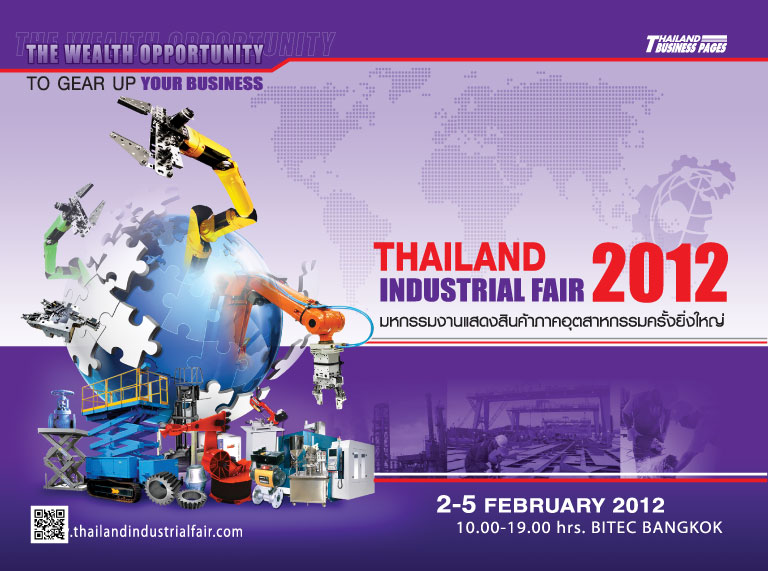 THE WEALTH OPPORTUNITY
TO GEAR UP YOUR BUSINESS
THAILAND
BUSINESS PAGES
THAILAND
INDUSTRIAL FAIR 2012
มหกรรมงานแสดงสินค้าภาคอุตสาหกรรมครั้งยิ่งใหญ่
2-5 FEBRUARY 2012
10.00-19.00 hrs. BITEC BANGKOK
.thailandindustrialfair.com